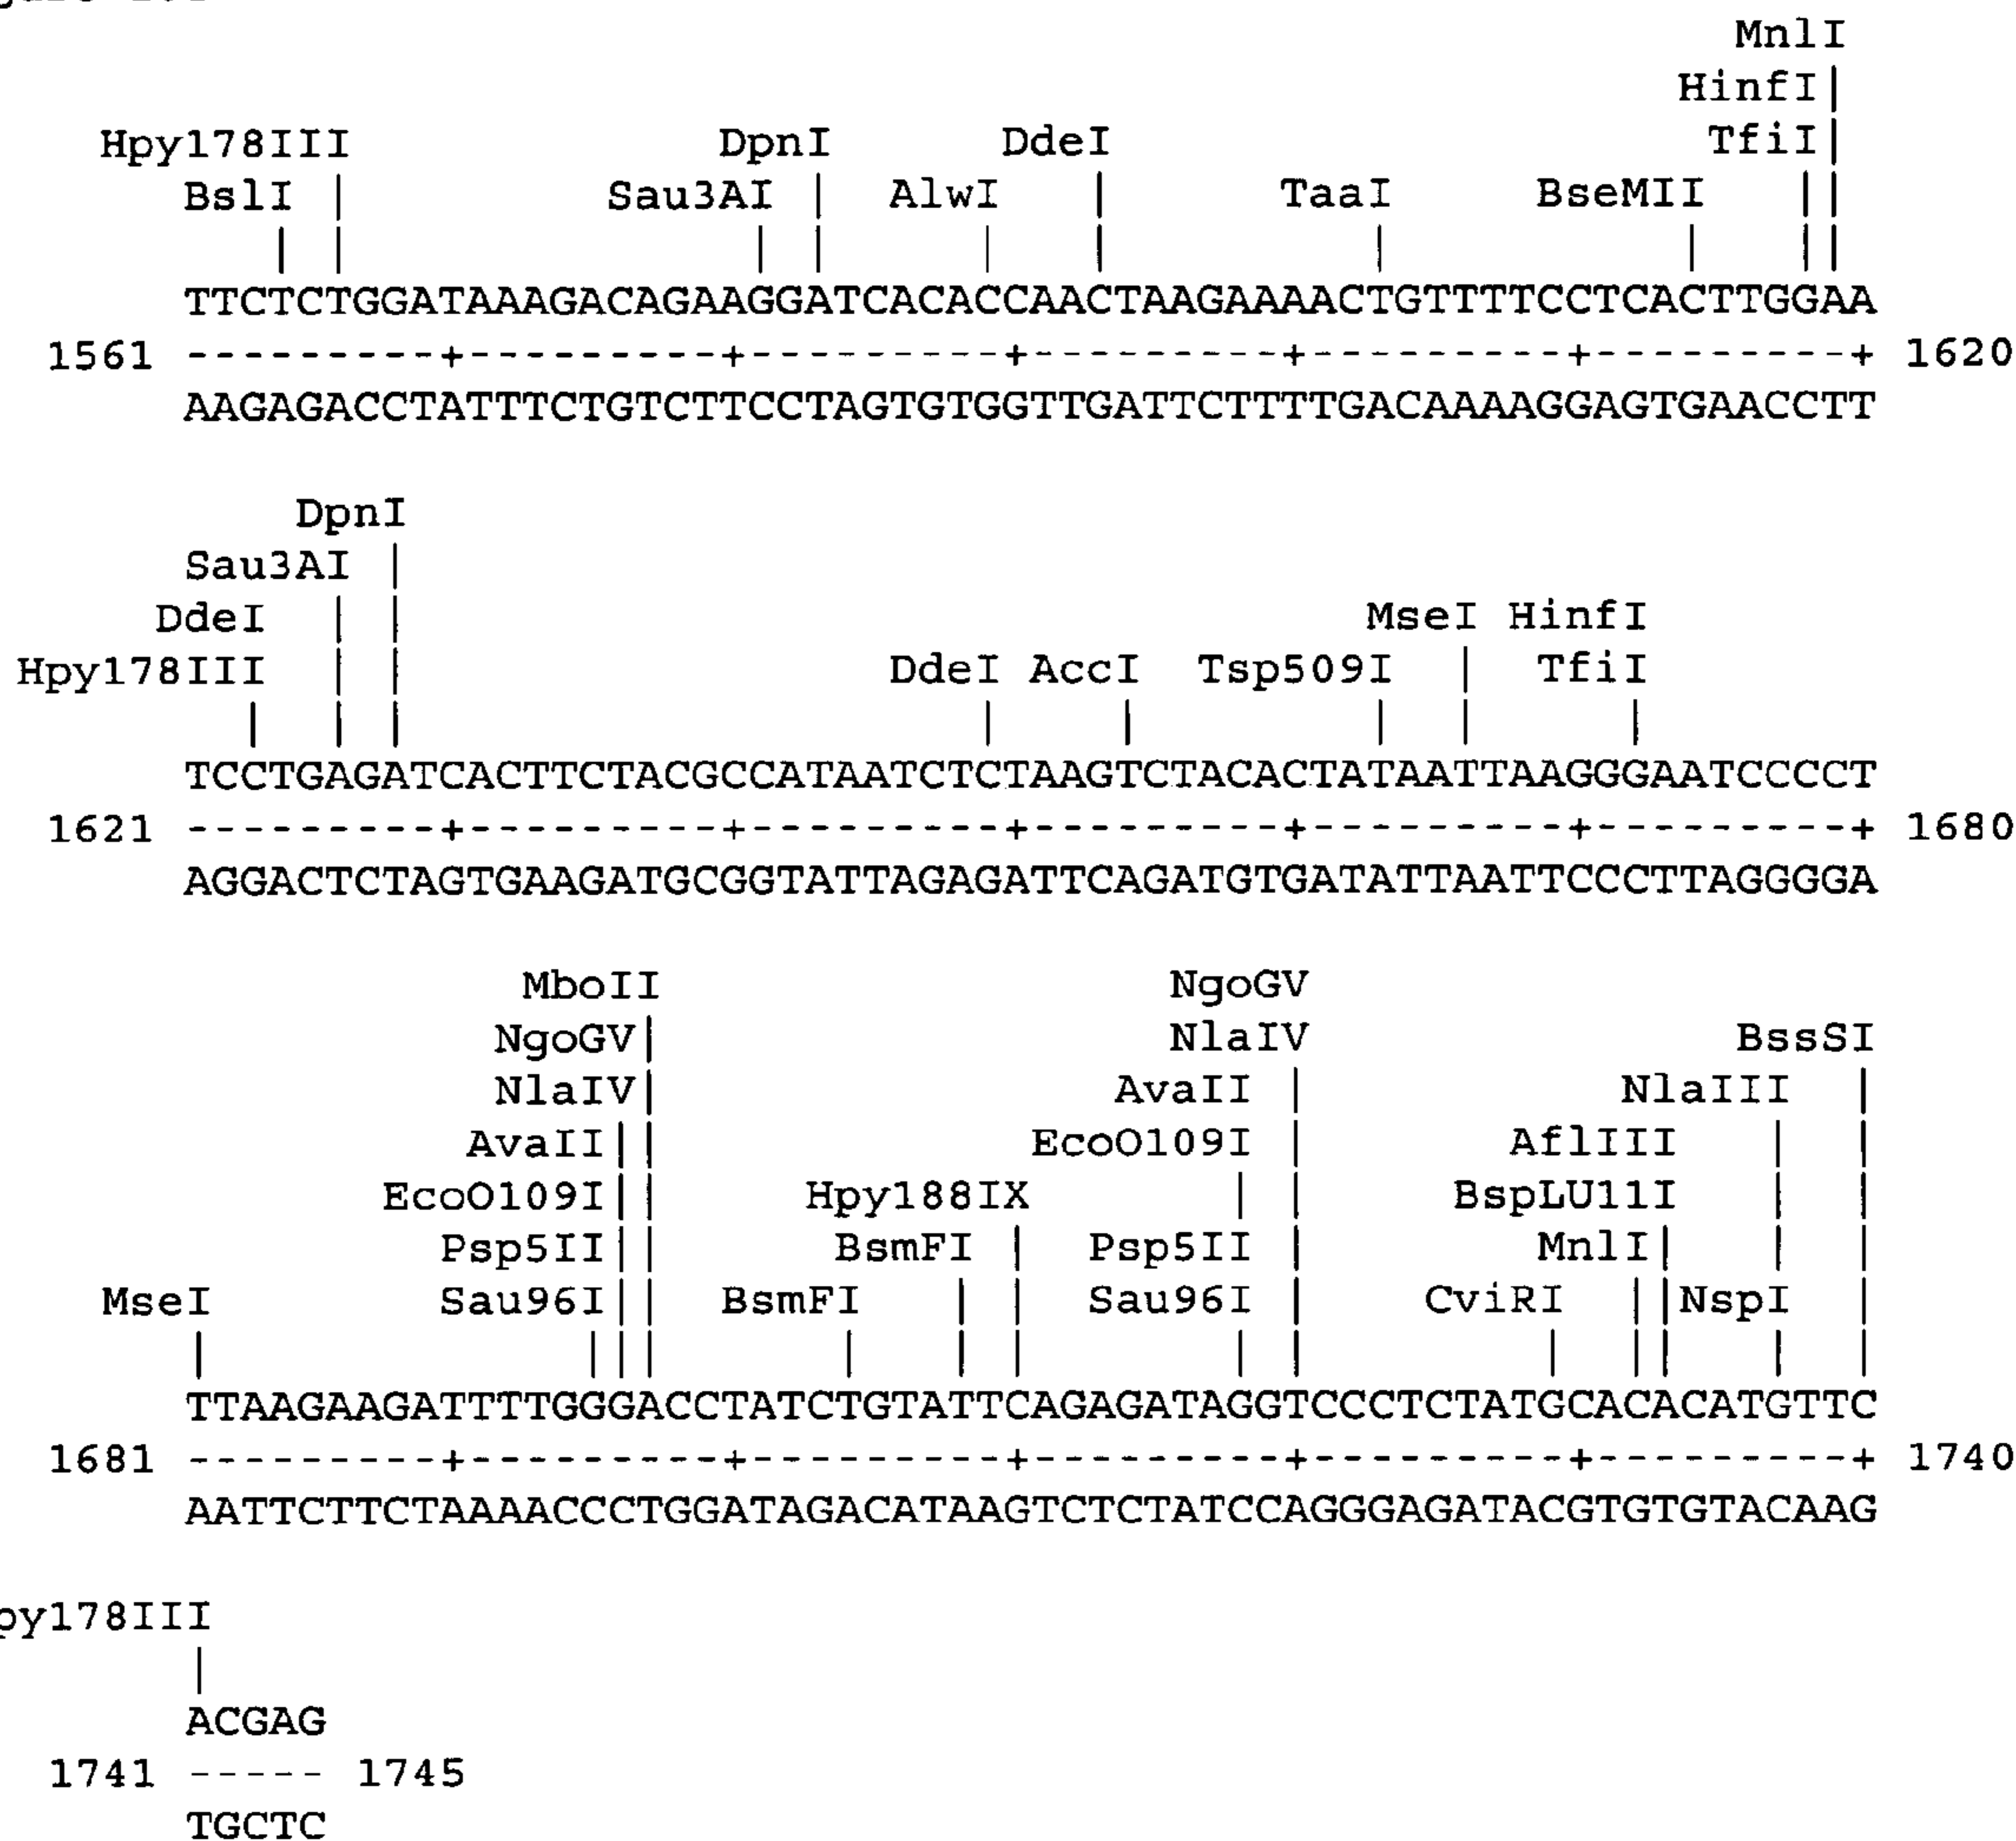 MnlI
HinfI
Hpy178III DpnI DdeI TfiI
BslI Sau3AI AlwI TaaI BseMII
TTCTCTGGATAAAGACAGAAGGATCACACCAACTAAGAAAACTGTTTTCCTCACTTGGAA
1561 ---------+---------+---------+---------+---------+---------+ 1620
AAGAGACCTATTTCTGTCTTCCTAGTGTGGTTGATTCTTTTGACAAAAGGAGTGAACCTT
DpnI
Sau3AI
DdeI MseI HinfI
Hpy178III DdeI AccI Tsp509I TfiI
TCCTGAGATCACTTCTACGCCATAATCTCTAAGTCTACACTATAATTAAGGGAATCCCCT
1621 ---------+---------+---------+---------+---------+---------+ 1680
AGGACTCTAGTGAAGATGCGGTATTAGAGATTCAGATGTGATATTAATTCCCTTAGGGGA
MboII NgoGV
NgoGV NlaIV BssSI
NlaIV AvaII NlaIII
AvaII EcoO109I AflIII
EcoO109I Hpy188IX BspLU11I
Psp5II BsmFI Psp5II MnlI
MseI Sau96I BsmFI Sau96I CviRI NspI
TTAAGAAGATTTTGGGACCTATCTGTATTCAGAGATAGGTCCCTCTATGCACACATGTTC
1681 ---------+---------+---------+---------+---------+---------+ 1740
AATTCTTCTAAAACCCTGGATAGACATAAGTCTCTATCCAGGGAGATACGTGTGTACAAG
py178III
ACGAG
1741 ----- 1745
TGCTC